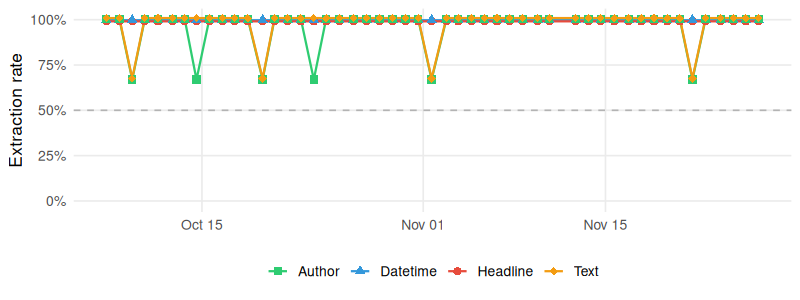 Extraction rate
100%
75%
50%
25%
0%
Oct 15 Nov 01 Nov 15
Author Datetime Headline Text